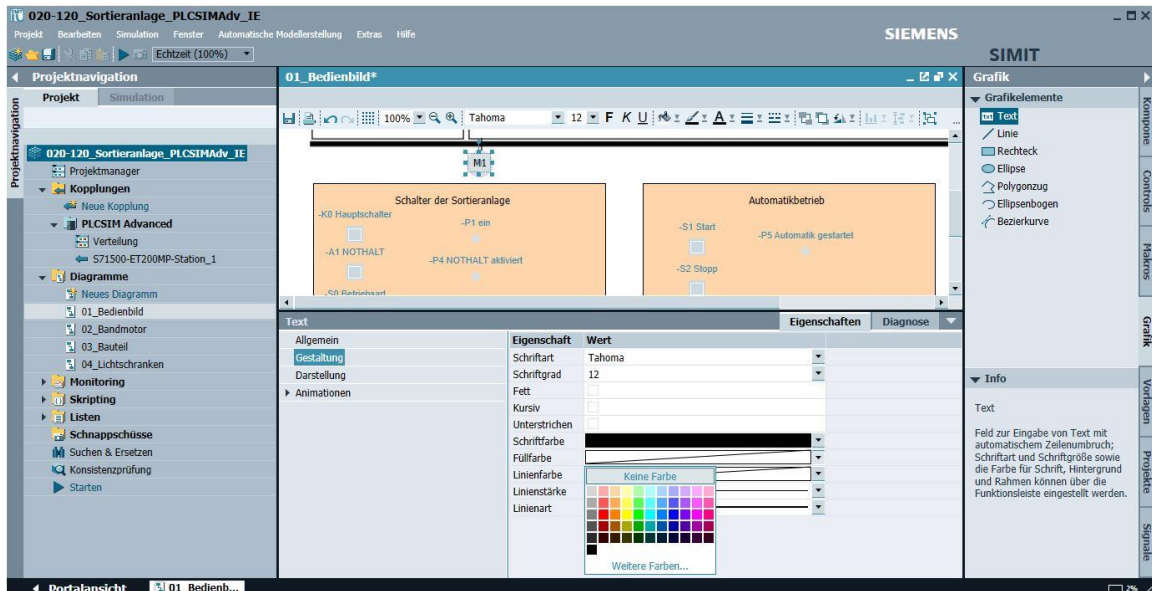 020-120_Sortieranlage_PLCSIMAdv_IE
Projekt Bearbeiten Simulation Fenster Automatische Modellerstellung Extras Hilfe
SIEMENS
Echtzeit (100%)
SIMIT
Projektnavigation
Projekt Simulation
Projektnavigation
020-120_Sortieranlage_PLCSIMAdv_IE
Projektmanager
Kopplungen
Neue Kopplung
PLCSIM Advanced
Verteilung
S71500-ET200MP-Station_1
Diagramme
Neues Diagramm
01_Bedienbild
02_Bandmotor
03_Bauteil
04_Lichtschranken
Monitoring
Skripting
Listen
Schnappschüsse
Suchen & Ersetzen
Konsistenzprüfung
Starten
01_Bedienbild*
100% Tahoma 12 F K U
M1
Schalter der Sortieranlage
-K0 Hauptschalter
-P1 ein
-A1 NOTHALT
-P4 NOTHALT aktiviert
-S0 Betriebsart
Automatikbetrieb
-S1 Start
-P5 Automatik gestartet
-S2 Stopp
Text
Eigenschaften Diagnose
Allgemein
Gestaltung
Darstellung
Animationen
Eigenschaft Wert
Schriftart Tahoma
Schriftgrad 12
Fett
Kursiv
Unterstrichen
Schriftfarbe
Füllfarbe
Linienfarbe
Linienstärke
Linienart
Keine Farbe
Weitere Farben...
Grafik
Grafikelemente
Text
Linie
Rechteck
Ellipse
Polygonzug
Ellipsenbogen
Bezierkurve
Info
Text
Feld zur Eingabe von Text mit
automatischem Zeilenumbruch;
Schriftart und Schriftgröße sowie
die Farbe für Schrift, Hintergrund
und Rahmen können über die
Funktionsleiste eingestellt werden.
Kompone
Controls
Makros
Grafik
Vorlagen
Projekte
Signale
Portalansicht
01_Bedienb...
2%